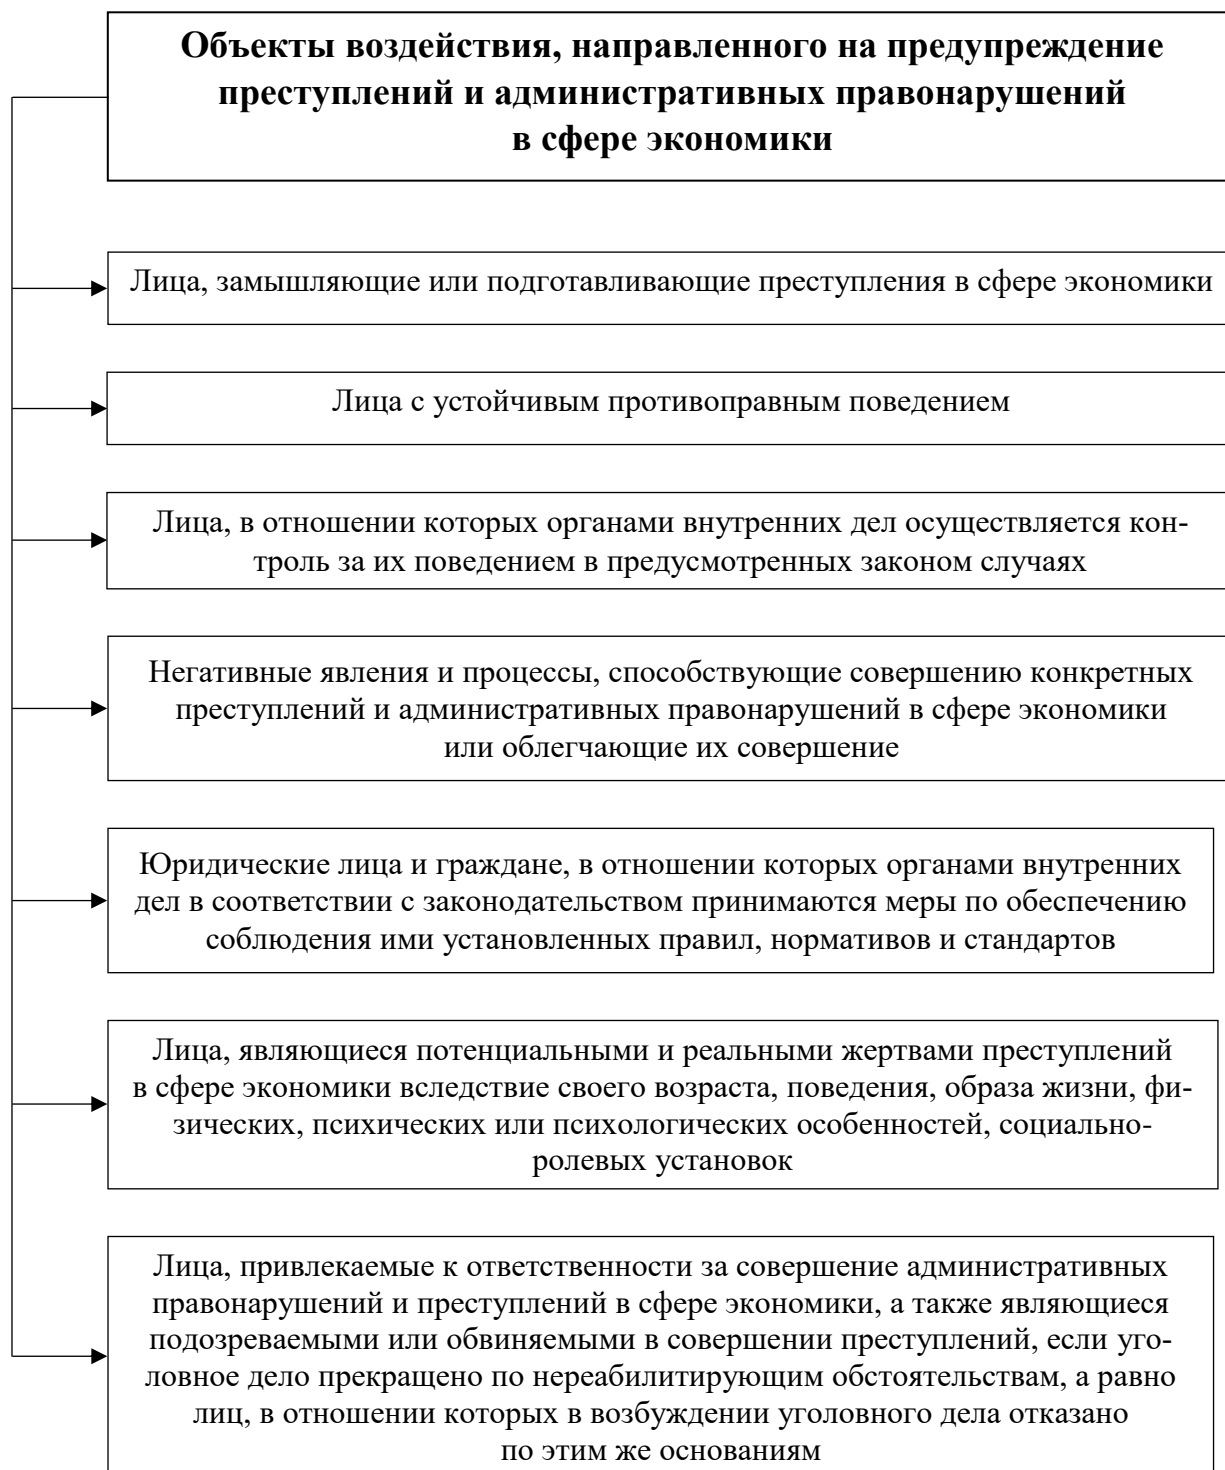 Объекты воздействия, направленного на предупреждение
преступлений и административных правонарушений
в сфере экономики
Лица, замышляющие или подготавливающие преступления в сфере экономики
Лица с устойчивым противоправным поведением
Лица, в отношении которых органами внутренних дел осуществляется кон-
троль за их поведением в предусмотренных законом случаях
Негативные явления и процессы, способствующие совершению конкретных
преступлений и административных правонарушений в сфере экономики
или облегчающие их совершение
Юридические лица и граждане, в отношении которых органами внутренних
дел в соответствии с законодательством принимаются меры по обеспечению
соблюдения ими установленных правил, нормативов и стандартов
Лица, являющиеся потенциальными и реальными жертвами преступлений
в сфере экономики вследствие своего возраста, поведения, образа жизни, фи-
зических, психических или психологических особенностей, социально-
ролевых установок
Лица, привлекаемые к ответственности за совершение административных
правонарушений и преступлений в сфере экономики, а также являющиеся
подозреваемыми или обвиняемыми в совершении преступлений, если уго-
ловное дело прекращено по нереабилитирующим обстоятельствам, а равно
лиц, в отношении которых в возбуждении уголовного дела отказано
по этим же основаниям